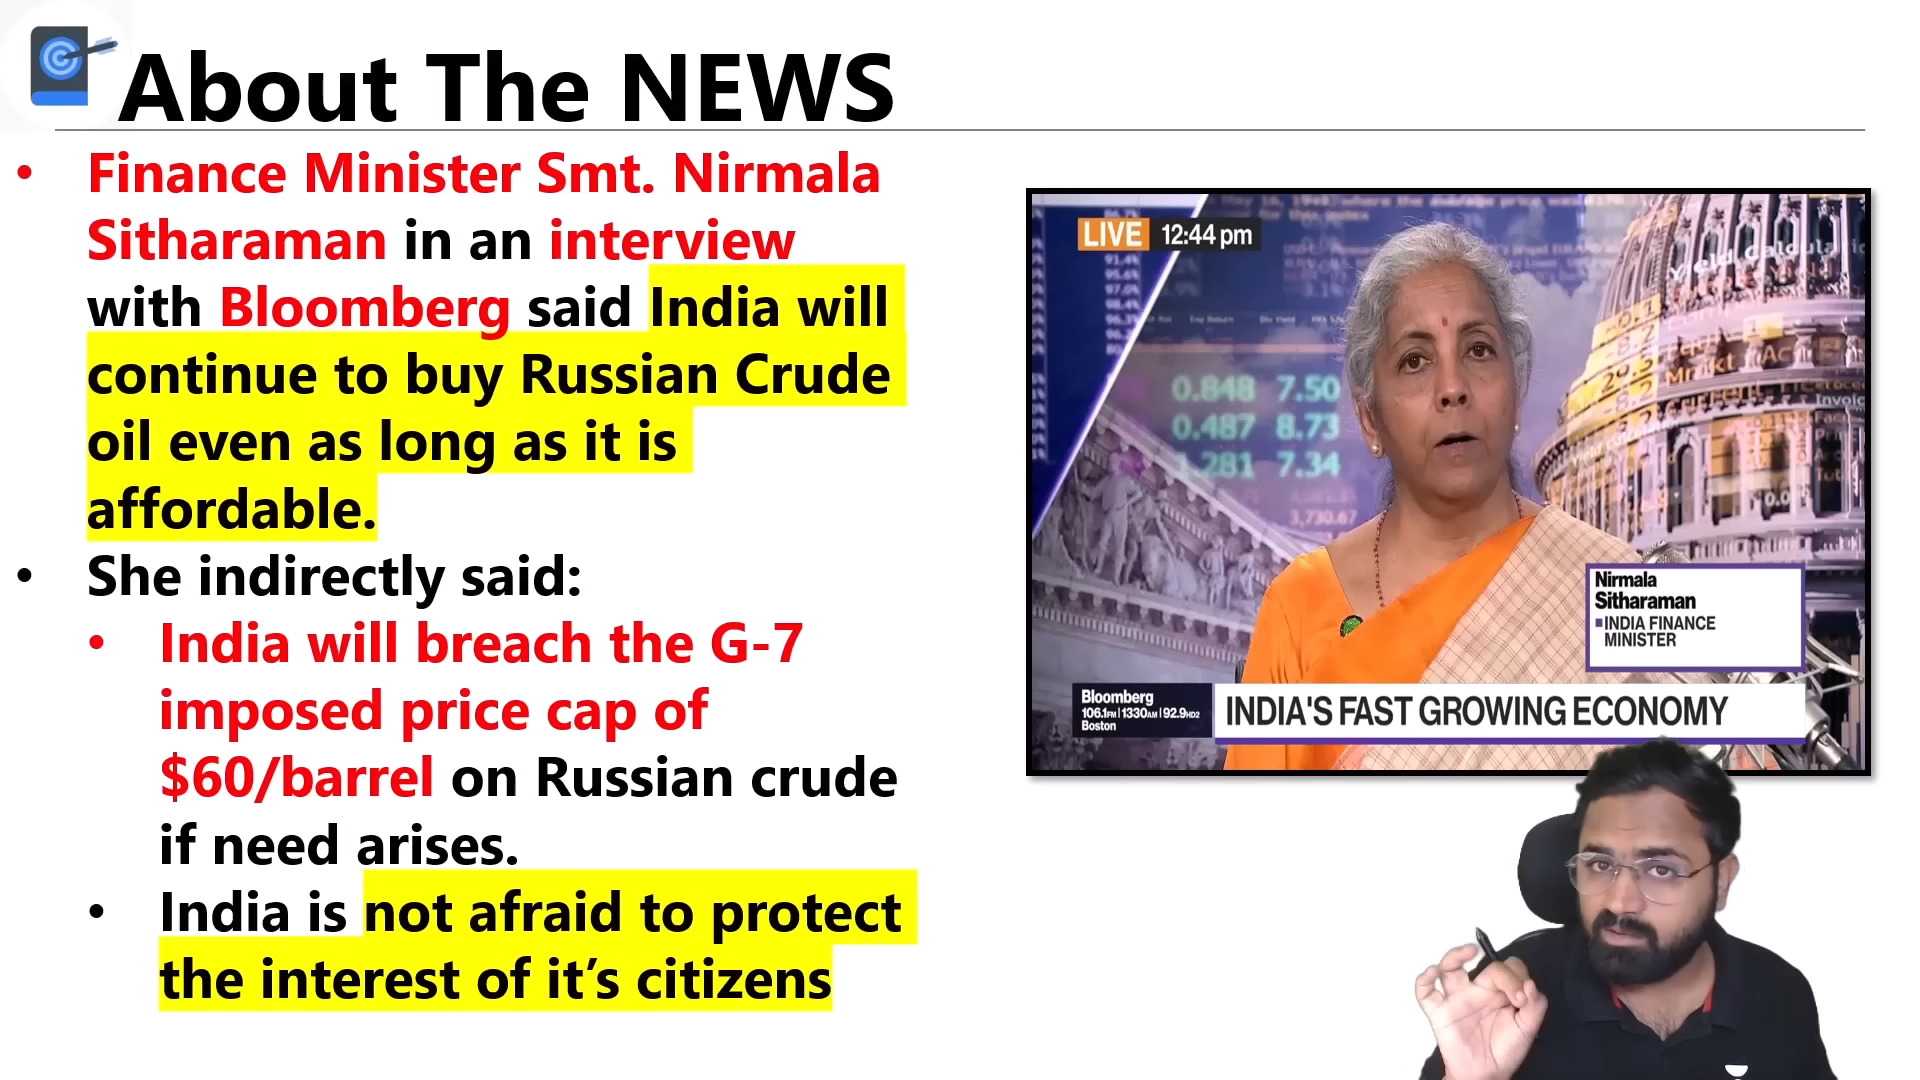 About The NEWS
• Finance Minister Smt. Nirmala
Sitharaman in an interview
with Bloomberg said India will
continue to buy Russian Crude
oil even as long as it is
affordable.
• She indirectly said:
• India will breach the G-7
imposed price cap of
$60/barrel on Russian crude
if need arises.
• India is not afraid to protect
the interest of it’s citizens
LIVE 12:44 pm
0.848 7.50
0.487 8.73
281 7.34
3,730.67
Nirmala
Sitharaman
INDIA FINANCE
MINISTER
Bloomberg
106.1FM|1330AM|92.9HD2
Boston
INDIA'S FAST GROWING ECONOMY